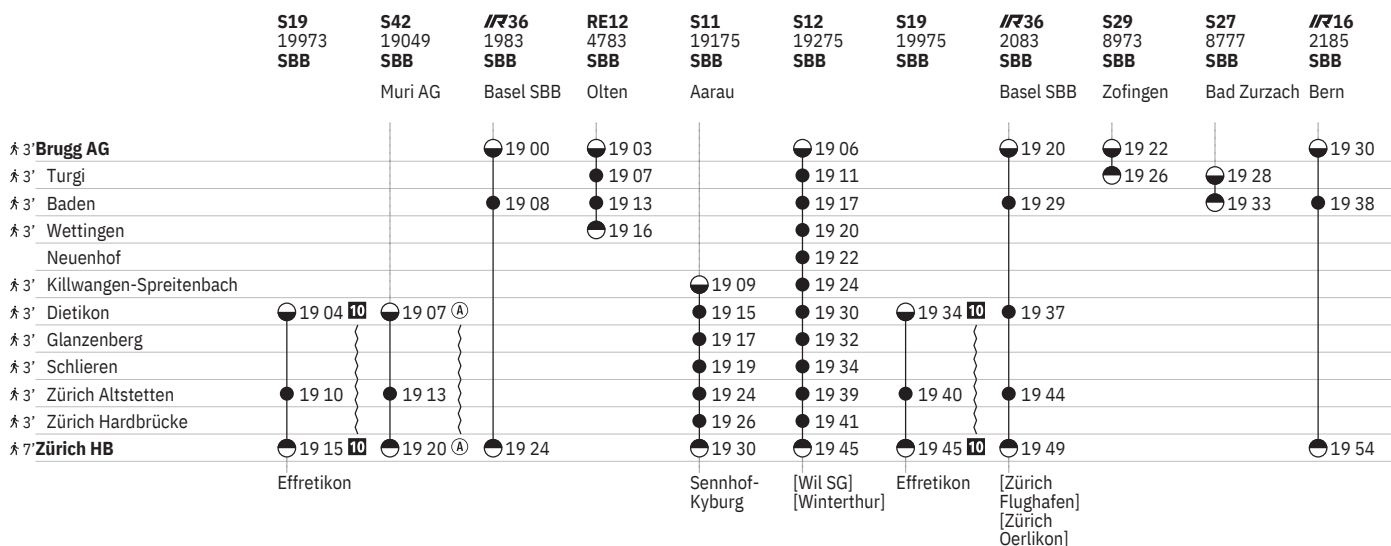 S19 S42 IR36 RE12 S11 S12 S19 IR36 S29 S27 IR16
19973 19049 1983 4783 19175 19275 19975 2083 8973 8777 2185
SBB SBB SBB SBB SBB SBB SBB SBB SBB SBB SBB
Muri AG Basel SBB Olten Aarau Basel SBB Zofingen Bad Zurzach Bern
3' Brugg AG 19 00 19 03 19 06 19 20 19 22 19 30
3' Turgi 19 07 19 11 19 26 19 28
3' Baden 19 08 19 13 19 17 19 29 19 33 19 38
3' Wettingen 19 16 19 20
Neuenhof 19 22
3' Killwangen-Spreitenbach 19 09 19 24
3' Dietikon 19 04 10 19 07 A 19 15 19 30 19 34 10 19 37
3' Glanzenberg 19 17 19 32
3' Schlieren 19 19 19 34
3' Zürich Altstetten 19 10 19 13 19 24 19 39 19 40 19 44
3' Zürich Hardbrücke 19 26 19 41
7' Zürich HB 19 15 10 19 20 A 19 24 19 30 19 45 19 45 10 19 49 19 54
Effretikon Sennhof- [Wil SG] Effretikon [Zürich
Kyburg [Winterthur] Flughafen]
[Zürich
Oerlikon]